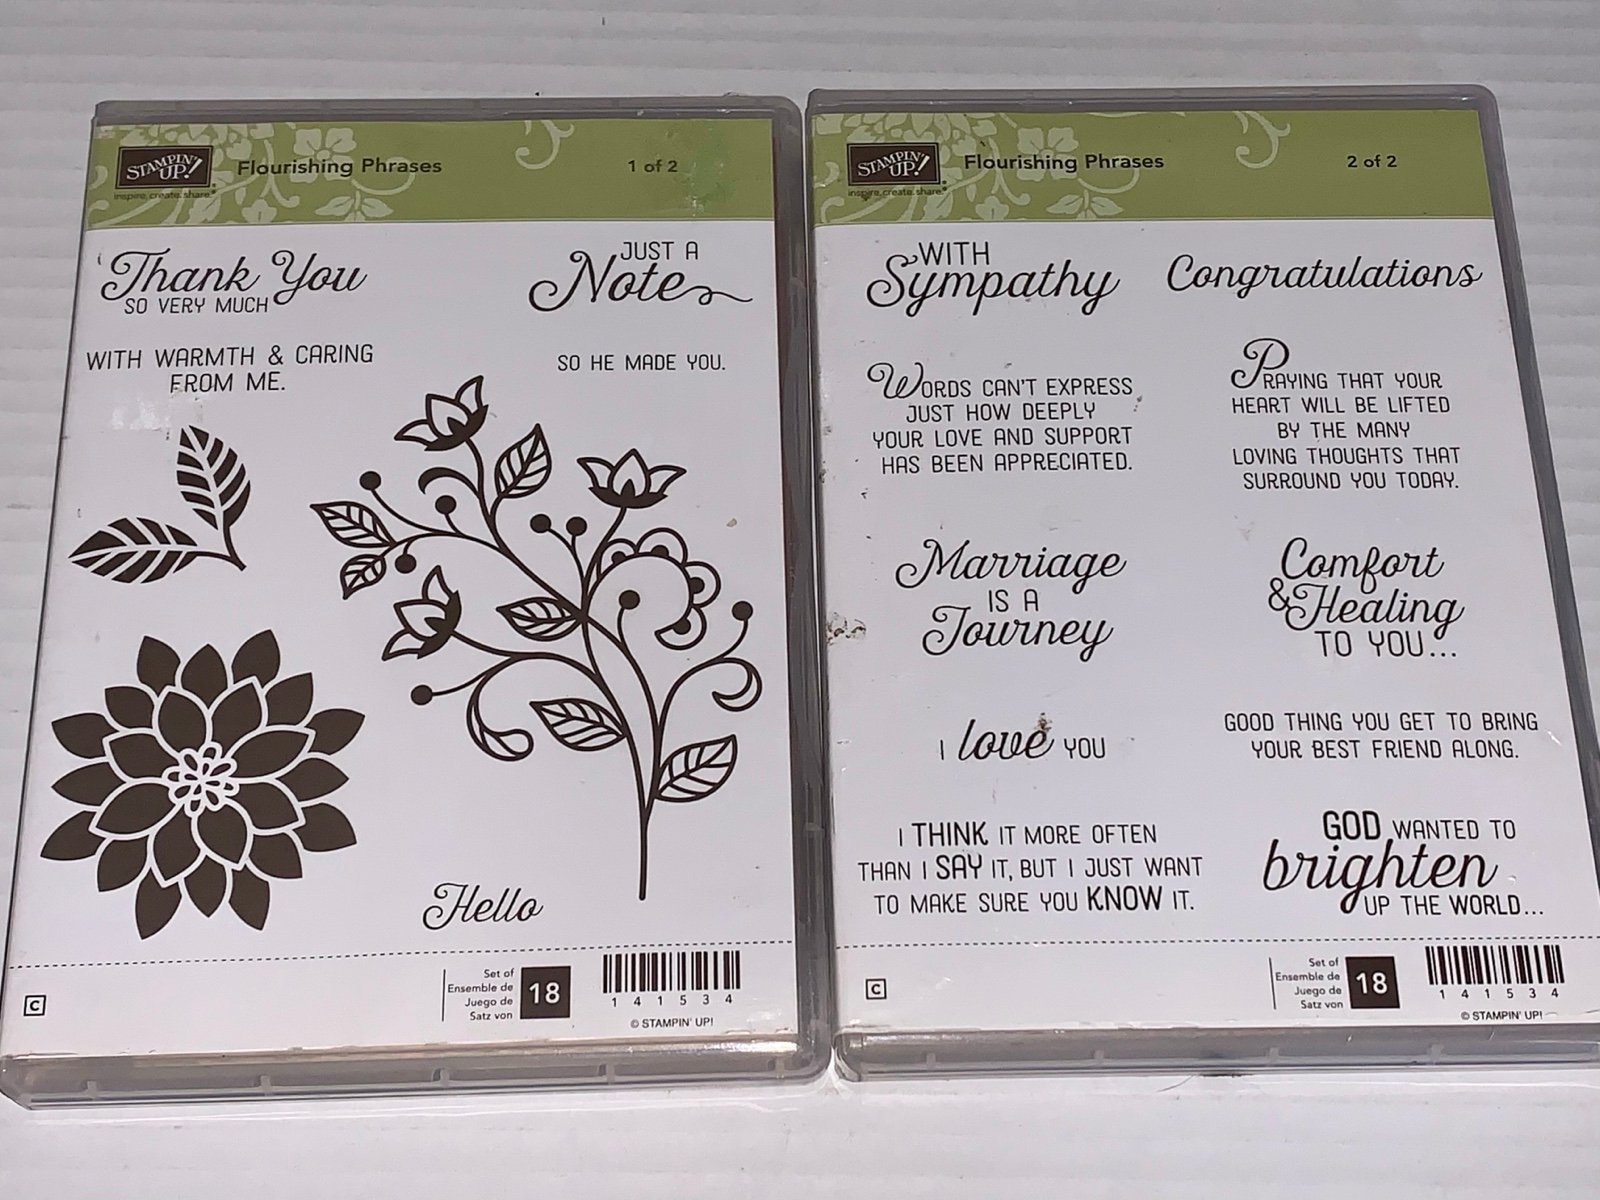 STAMPIN' UP!
inspire.create.share.
Flourishing Phrases
1 of 2
Thank You
SO VERY MUCH
JUST A
Note
WITH WARMTH & CARING
FROM ME.
SO HE MADE YOU.
Hello
C
Set of
Ensemble de
Juego de
Satz von
18
141534
© STAMPIN' UP!
STAMPIN' UP!
inspire.create.share.
Flourishing Phrases
2 of 2
WITH
Sympathy
Congratulations
WORDS CAN'T EXPRESS
JUST HOW DEEPLY
YOUR LOVE AND SUPPORT
HAS BEEN APPRECIATED.
PRAYING THAT YOUR
HEART WILL BE LIFTED
BY THE MANY
LOVING THOUGHTS THAT
SURROUND YOU TODAY.
Marriage
IS A
Journey
Comfort
& Healing
TO YOU...
I love YOU
GOOD THING YOU GET TO BRING
YOUR BEST FRIEND ALONG.
I THINK IT MORE OFTEN
THAN I SAY IT, BUT I JUST WANT
TO MAKE SURE YOU KNOW IT.
GOD WANTED TO
brighten
UP THE WORLD...
C
Set of
Ensemble de
Juego de
Satz von
18
141534
© STAMPIN' UP!